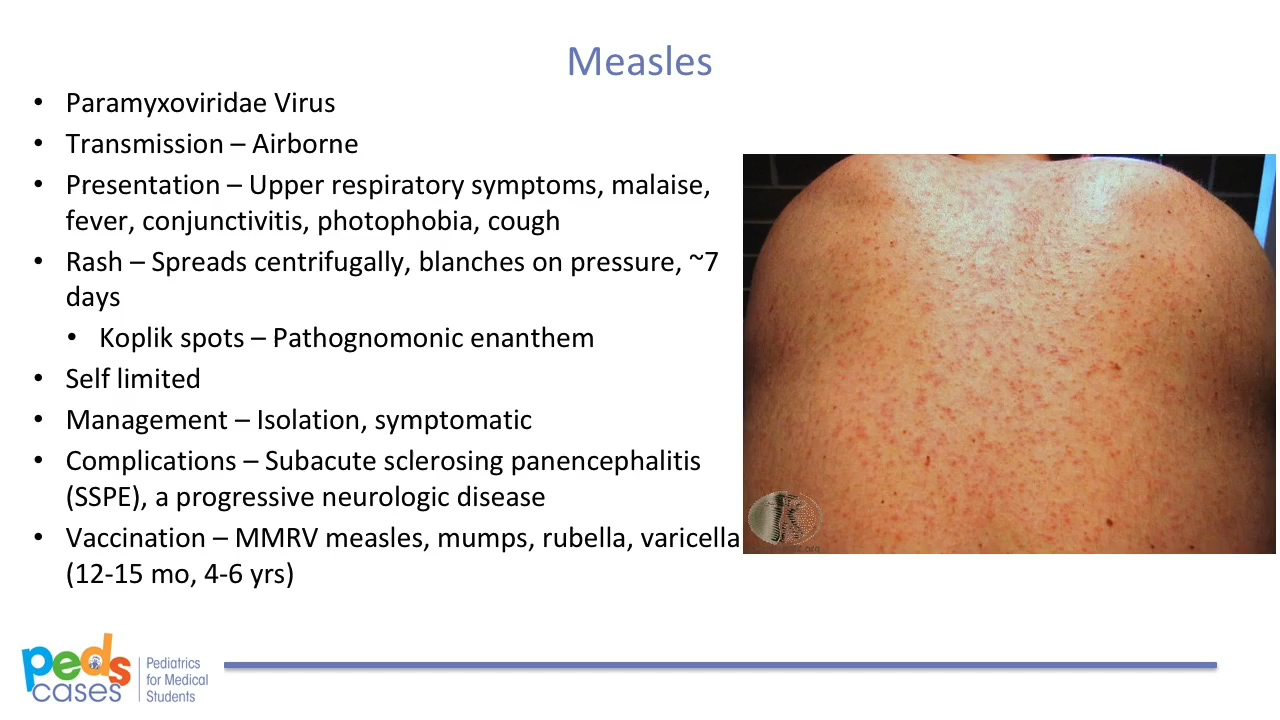 Measles
• Paramyxoviridae Virus
• Transmission – Airborne
• Presentation – Upper respiratory symptoms, malaise,
fever, conjunctivitis, photophobia, cough
• Rash – Spreads centrifugally, blanches on pressure, ~7
days
• Koplik spots – Pathognomonic enanthem
• Self limited
• Management – Isolation, symptomatic
• Complications – Subacute sclerosing panencephalitis
(SSPE), a progressive neurologic disease
• Vaccination – MMRV measles, mumps, rubella, varicella
(12-15 mo, 4-6 yrs)
peds
cases
Pediatrics
for Medical
Students